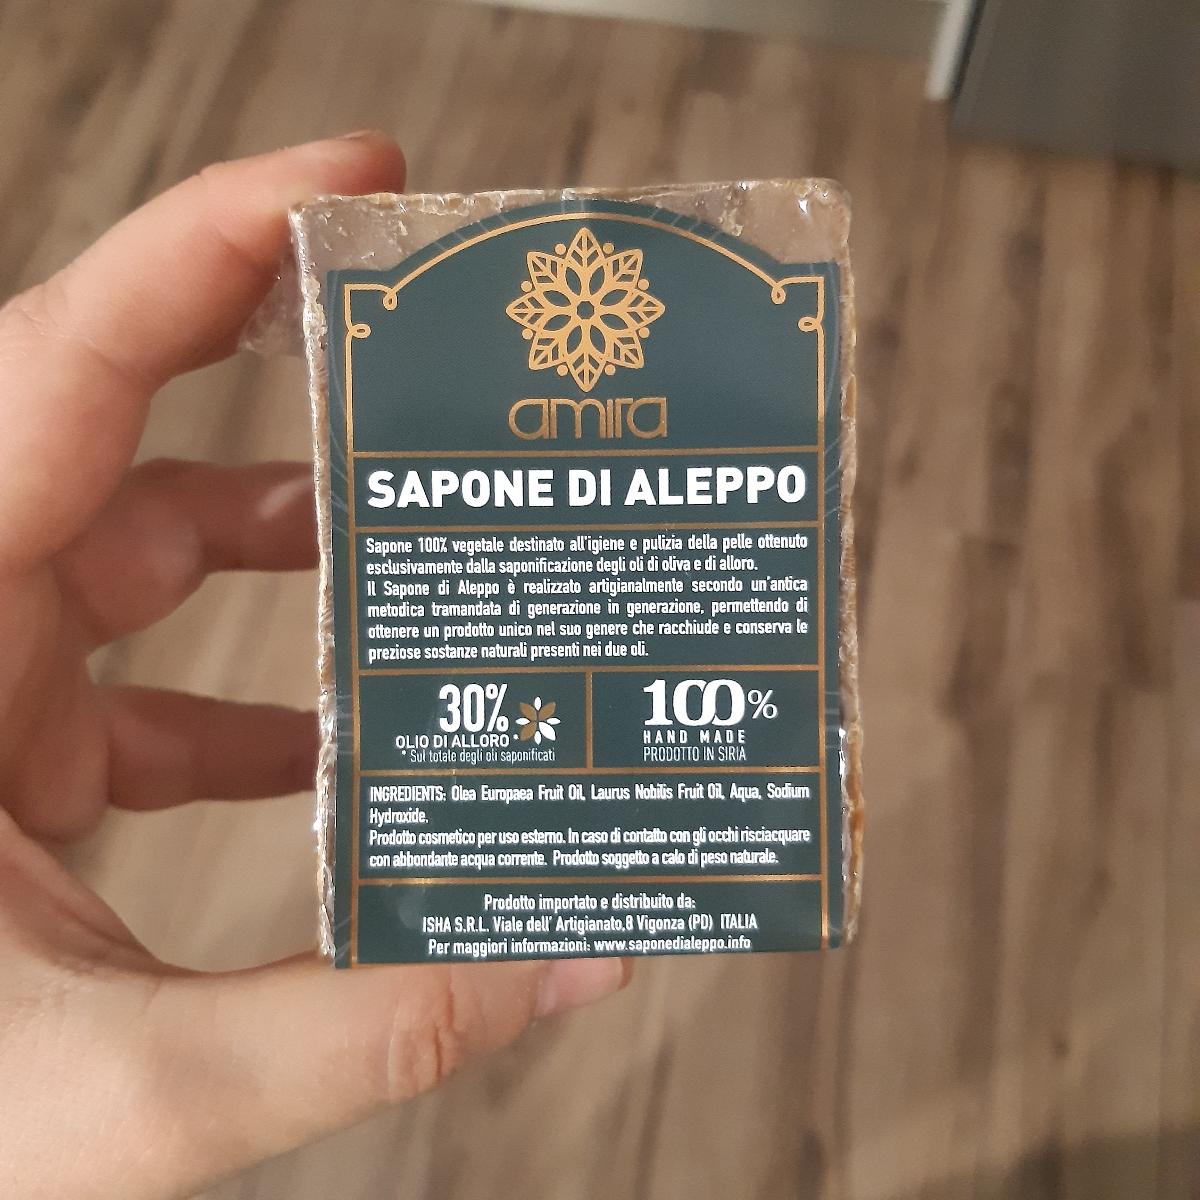 amira
SAPONE DI ALEPPO
Sapone 100% vegetale destinato all'igiene e pulizia della pelle ottenuto
esclusivamente dalla saponificazione degli oli di oliva e di alloro.
Il Sapone di Aleppo è realizzato artigianalmente secondo un'antica
metodica tramandata di generazione in generazione, permettendo di
ottenere un prodotto unico nel suo genere che racchiude e conserva le
preziose sostanze naturali presenti nei due oli.
30%
OLIO DI ALLORO *
* Sul totale degli oli saponificati
100%
HAND MADE
PRODOTTO IN SIRIA
INGREDIENTS: Olea Europaea Fruit Oil, Laurus Nobilis Fruit Oil, Aqua, Sodium
Hydroxide.
Prodotto cosmetico per uso esterno. In caso di contatto con gli occhi risciacquare
con abbondante acqua corrente. Prodotto soggetto a calo di peso naturale.
Prodotto importato e distribuito da:
ISHA S.R.L. Viale dell' Artigianato,8 Vigonza (PD) ITALIA
Per maggiori informazioni: www.saponedialeppo.info